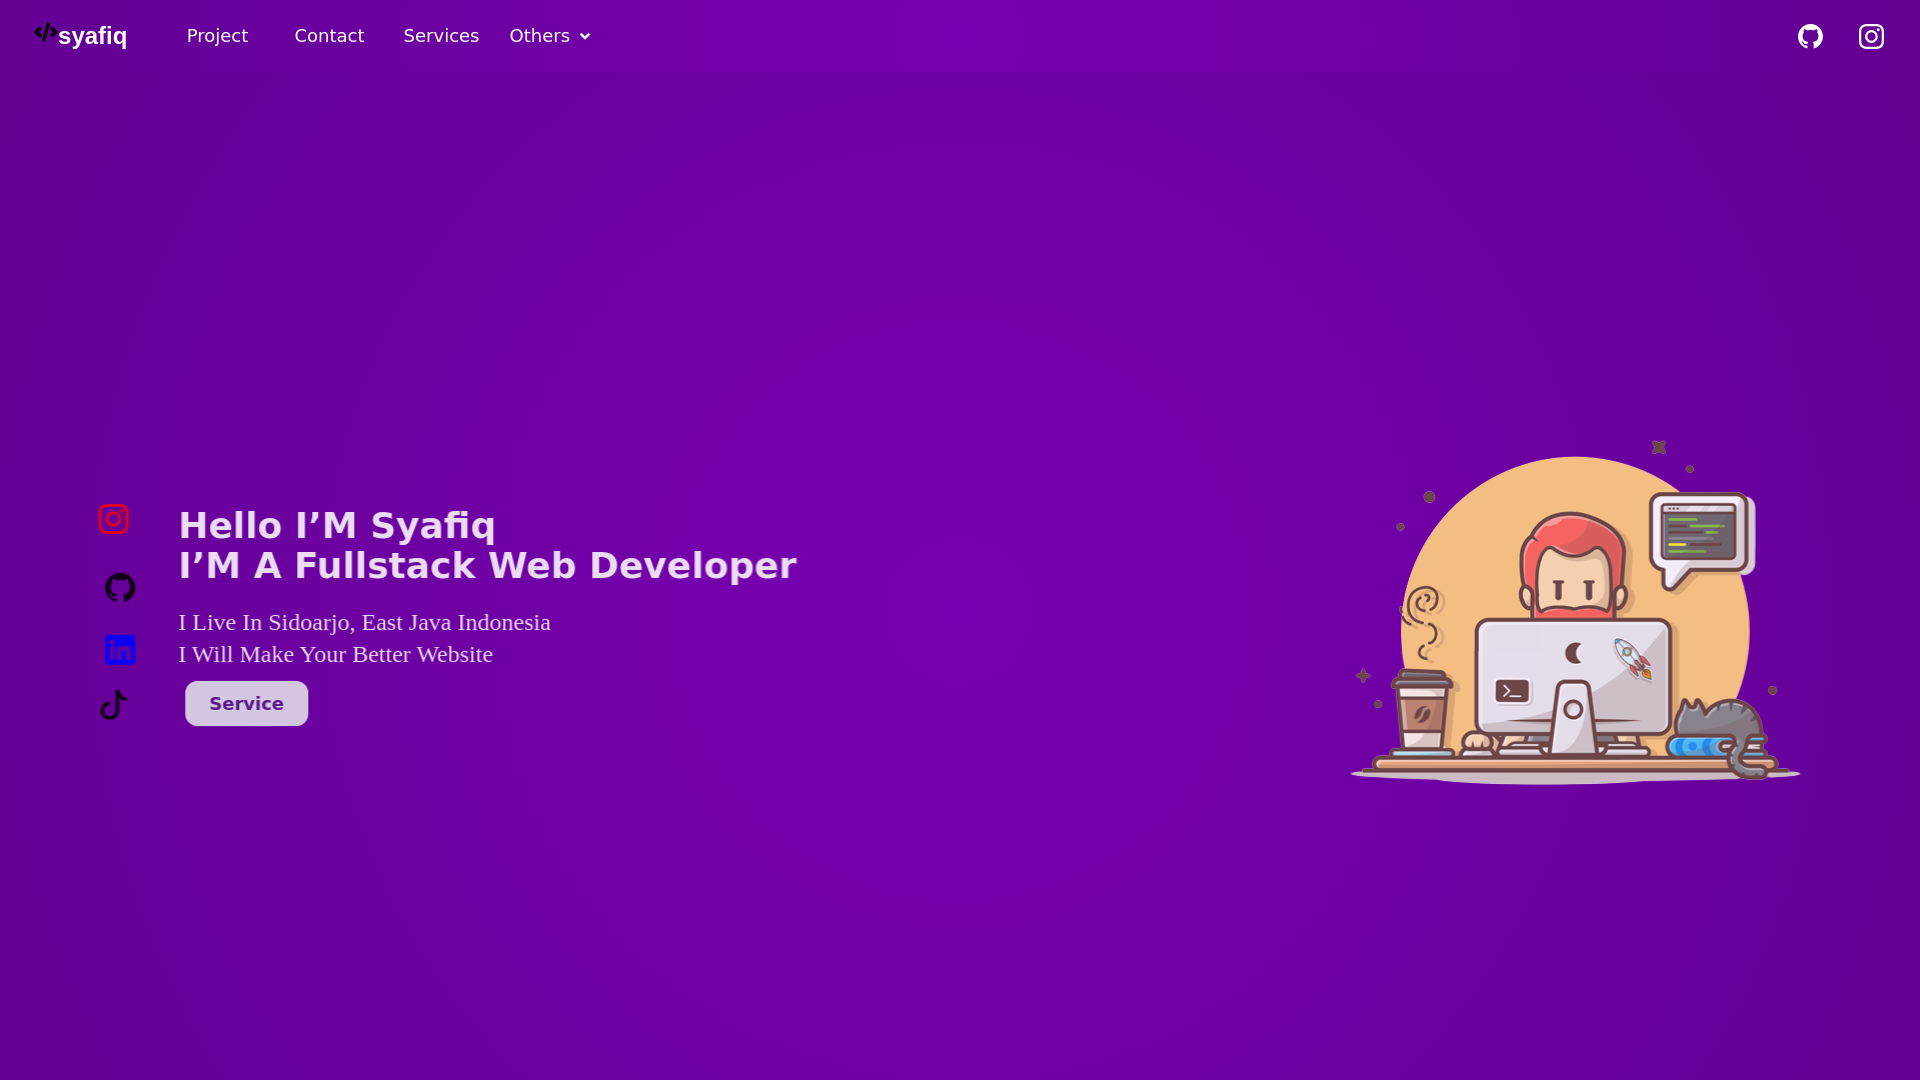 syafiq
Project
Contact
Services
Others
Hello I’M Syafiq
I’M A Fullstack Web Developer
I Live In Sidoarjo, East Java Indonesia
I Will Make Your Better Website
Service